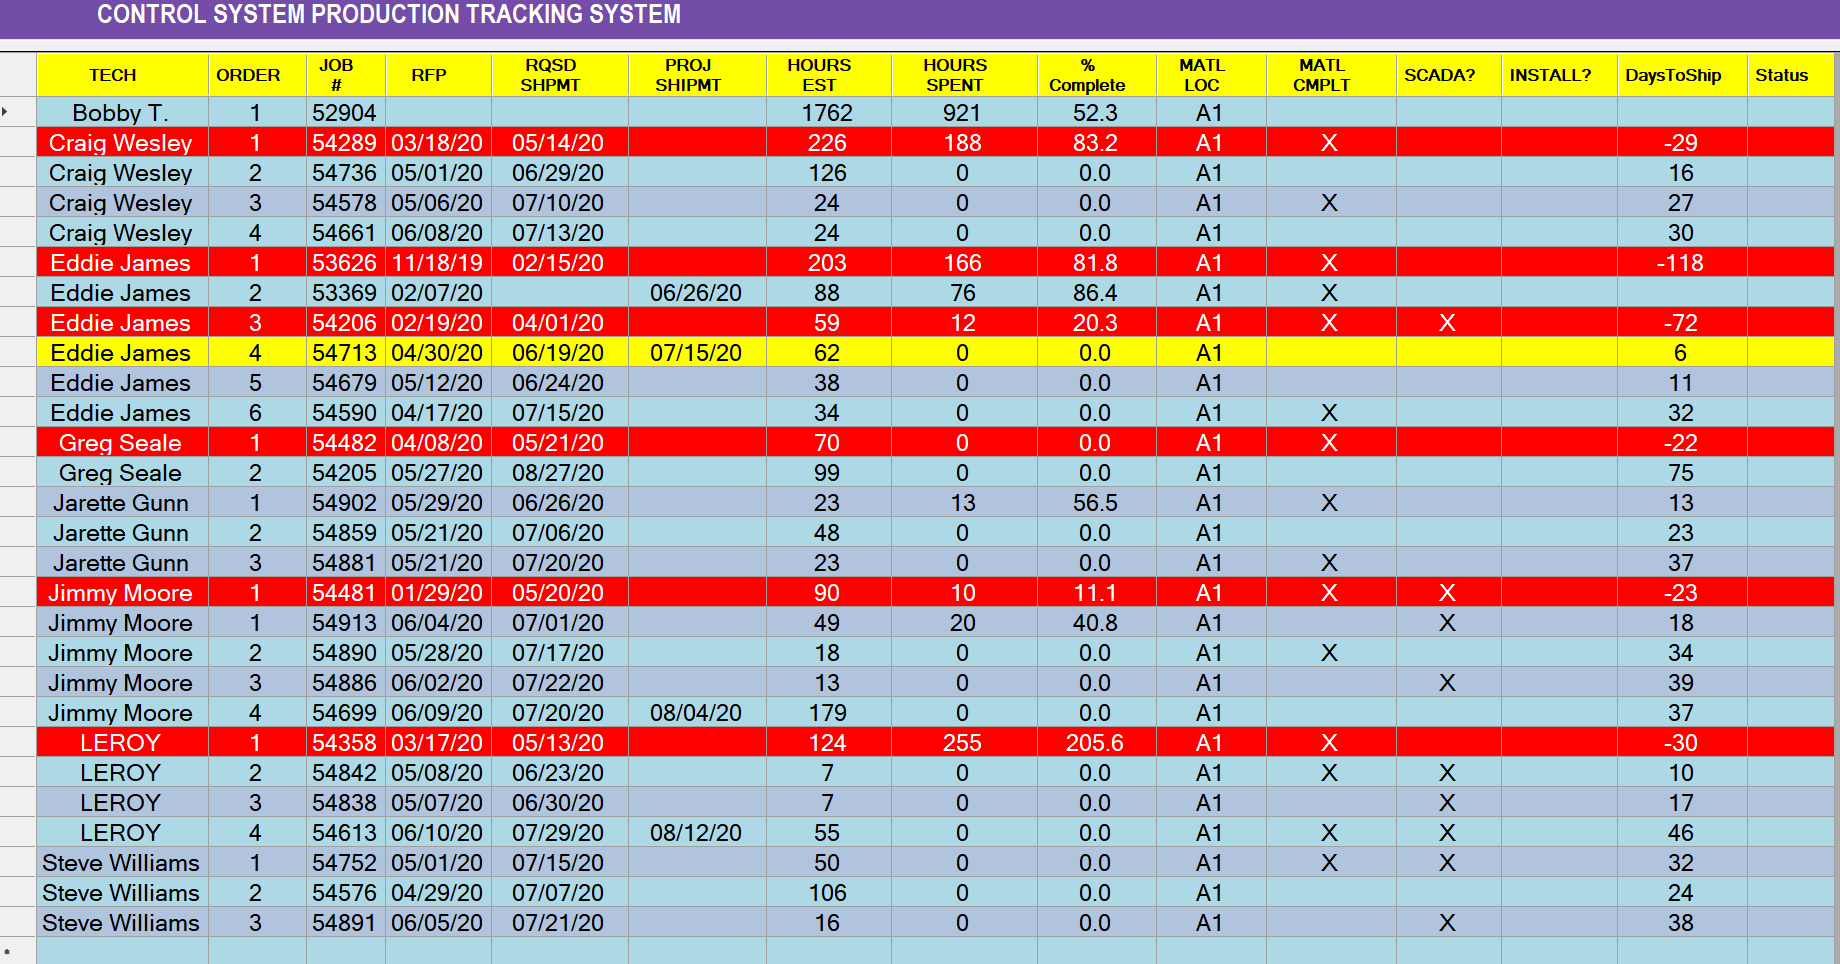 CONTROL SYSTEM PRODUCTION TRACKING SYSTEM
TECH ORDER JOB # RFP RQSD SHPMT PROJ SHIPMT HOURS EST HOURS SPENT % Complete MATL LOC MATL CMPLT SCADA? INSTALL? DaysToShip Status
Bobby T. 1 52904 1762 921 52.3 A1
Craig Wesley 1 54289 03/18/20 05/14/20 226 188 83.2 A1 X -29
Craig Wesley 2 54736 05/01/20 06/29/20 126 0 0.0 A1 16
Craig Wesley 3 54578 05/06/20 07/10/20 24 0 0.0 A1 X 27
Craig Wesley 4 54661 06/08/20 07/13/20 24 0 0.0 A1 30
Eddie James 1 53626 11/18/19 02/15/20 203 166 81.8 A1 X -118
Eddie James 2 53369 02/07/20 06/26/20 88 76 86.4 A1 X
Eddie James 3 54206 02/19/20 04/01/20 59 12 20.3 A1 X X -72
Eddie James 4 54713 04/30/20 06/19/20 07/15/20 62 0 0.0 A1 6
Eddie James 5 54679 05/12/20 06/24/20 38 0 0.0 A1 11
Eddie James 6 54590 04/17/20 07/15/20 34 0 0.0 A1 X 32
Greg Seale 1 54482 04/08/20 05/21/20 70 0 0.0 A1 X -22
Greg Seale 2 54205 05/27/20 08/27/20 99 0 0.0 A1 75
Jarette Gunn 1 54902 05/29/20 06/26/20 23 13 56.5 A1 X 13
Jarette Gunn 2 54859 05/21/20 07/06/20 48 0 0.0 A1 23
Jarette Gunn 3 54881 05/21/20 07/20/20 23 0 0.0 A1 X 37
Jimmy Moore 1 54481 01/29/20 05/20/20 90 10 11.1 A1 X X -23
Jimmy Moore 1 54913 06/04/20 07/01/20 49 20 40.8 A1 X 18
Jimmy Moore 2 54890 05/28/20 07/17/20 18 0 0.0 A1 X 34
Jimmy Moore 3 54886 06/02/20 07/22/20 13 0 0.0 A1 X 39
Jimmy Moore 4 54699 06/09/20 07/20/20 08/04/20 179 0 0.0 A1 37
LEROY 1 54358 03/17/20 05/13/20 124 255 205.6 A1 X -30
LEROY 2 54842 05/08/20 06/23/20 7 0 0.0 A1 X X 10
LEROY 3 54838 05/07/20 06/30/20 7 0 0.0 A1 X 17
LEROY 4 54613 06/10/20 07/29/20 08/12/20 55 0 0.0 A1 X X 46
Steve Williams 1 54752 05/01/20 07/15/20 50 0 0.0 A1 X X 32
Steve Williams 2 54576 04/29/20 07/07/20 106 0 0.0 A1 24
Steve Williams 3 54891 06/05/20 07/21/20 16 0 0.0 A1 X 38